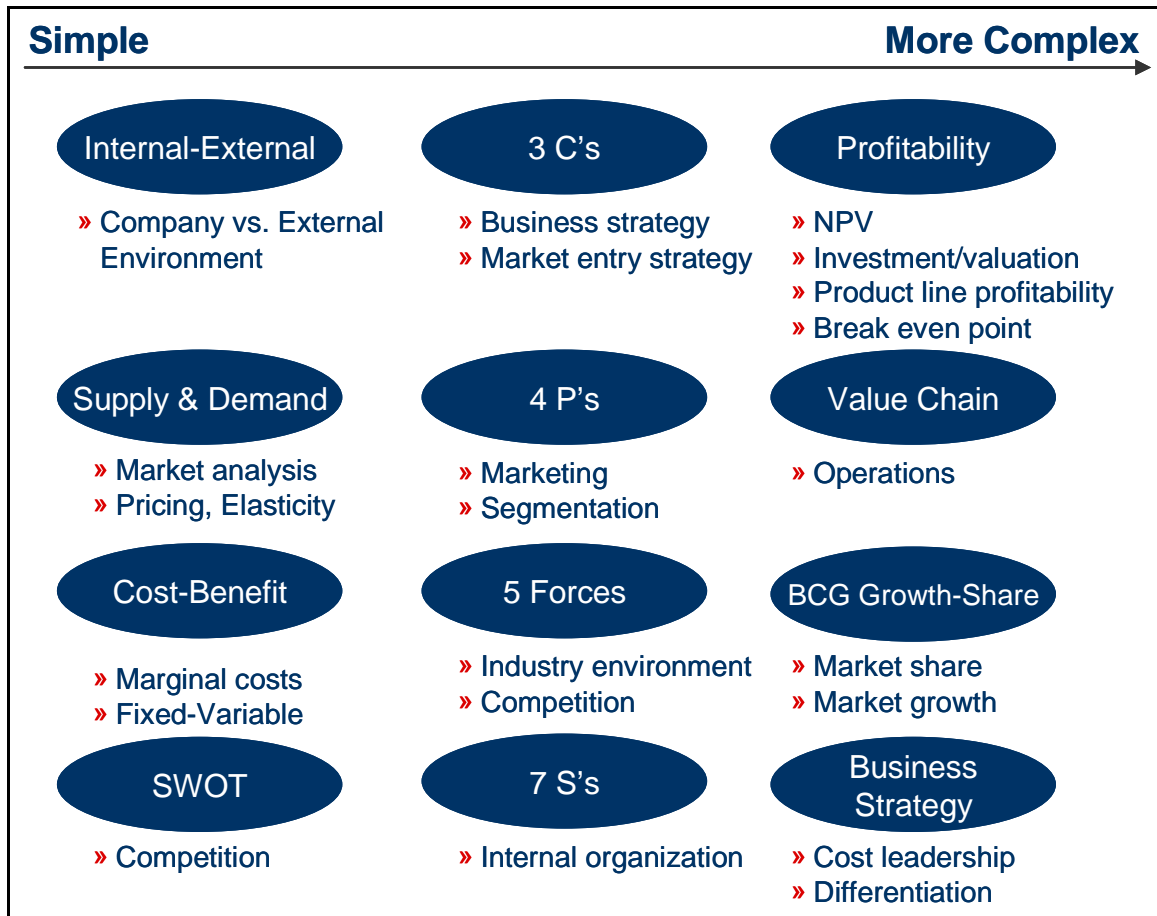 Simple More Complex
Internal-External
» Company vs. External
Environment
3 C's
» Business strategy
» Market entry strategy
Profitability
» NPV
» Investment/valuation
» Product line profitability
» Break even point
Supply & Demand
» Market analysis
» Pricing, Elasticity
4 P's
» Marketing
» Segmentation
Value Chain
» Operations
Cost-Benefit
» Marginal costs
» Fixed-Variable
5 Forces
» Industry environment
» Competition
BCG Growth-Share
» Market share
» Market growth
SWOT
» Competition
7 S's
» Internal organization
Business
Strategy
» Cost leadership
» Differentiation